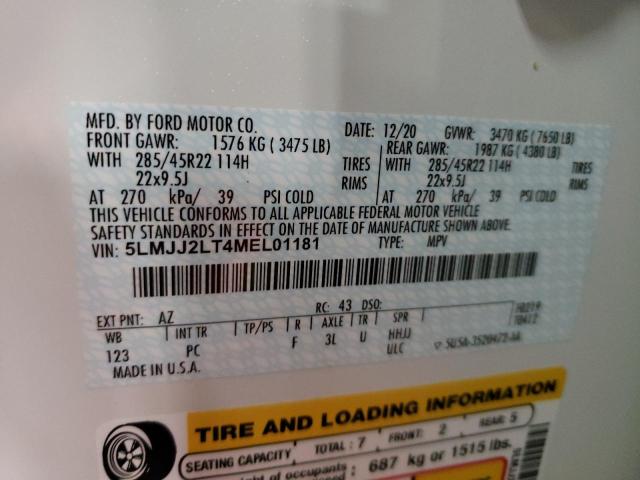 MFD. BY FORD MOTOR CO. DATE: 12/20 GVWR: 3470 KG (7650 LB)
FRONT GAWR: 1576 KG (3475 LB) REAR GAWR: 1987 KG (4380 LB)
WITH 285/45R22 114H TIRES WITH 285/45R22 114H TIRES
22x9.5J RIMS 22x9.5J RIMS
AT 270 kPa/ 39 PSI COLD AT 270 kPa/ 39 PSI COLD
THIS VEHICLE CONFORMS TO ALL APPLICABLE FEDERAL MOTOR VEHICLE
SAFETY STANDARDS IN EFFECT ON THE DATE OF MANUFACTURE SHOWN ABOVE.
VIN: 5LMJJ2LT4MEL01181 TYPE: MPV
EXT PNT: AZ RC: 43 DSO:
WB INT TR TP/PS R AXLE TR SPR
123 PC F 3L U HHJJ
ULC
MADE IN U.S.A.
TIRE AND LOADING INFORMATION
SEATING CAPACITY TOTAL: 7 FRONT: 2 REAR: 5
of occupants 687 kg or 1515 lbs.